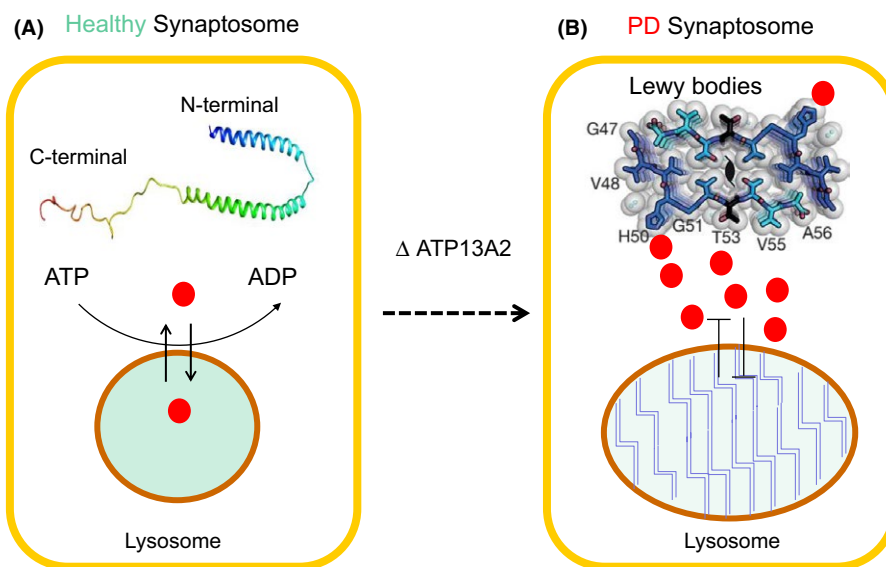 (A) Healthy Synaptosome
N-terminal
C-terminal
ATP
ADP
Lysosome
Δ ATP13A2
(B) PD Synaptosome
Lewy bodies
G47
V48
H50
G51
T53
V55
A56
Lysosome